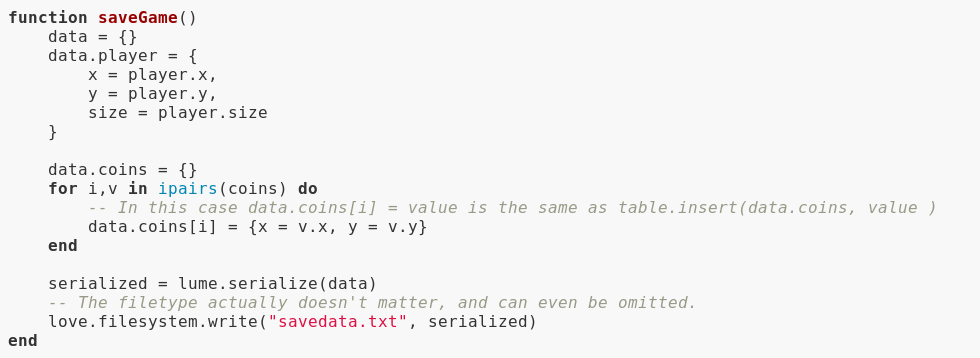 function saveGame()
    data = {}
    data.player = {
        x = player.x,
        y = player.y,
        size = player.size
    }

    data.coins = {}
    for i,v in ipairs(coins) do
        -- In this case data.coins[i] = value is the same as table.insert(data.coins, value )
        data.coins[i] = {x = v.x, y = v.y}
    end

    serialized = lume.serialize(data)
    -- The filetype actually doesn't matter, and can even be omitted.
    love.filesystem.write("savedata.txt", serialized)
end